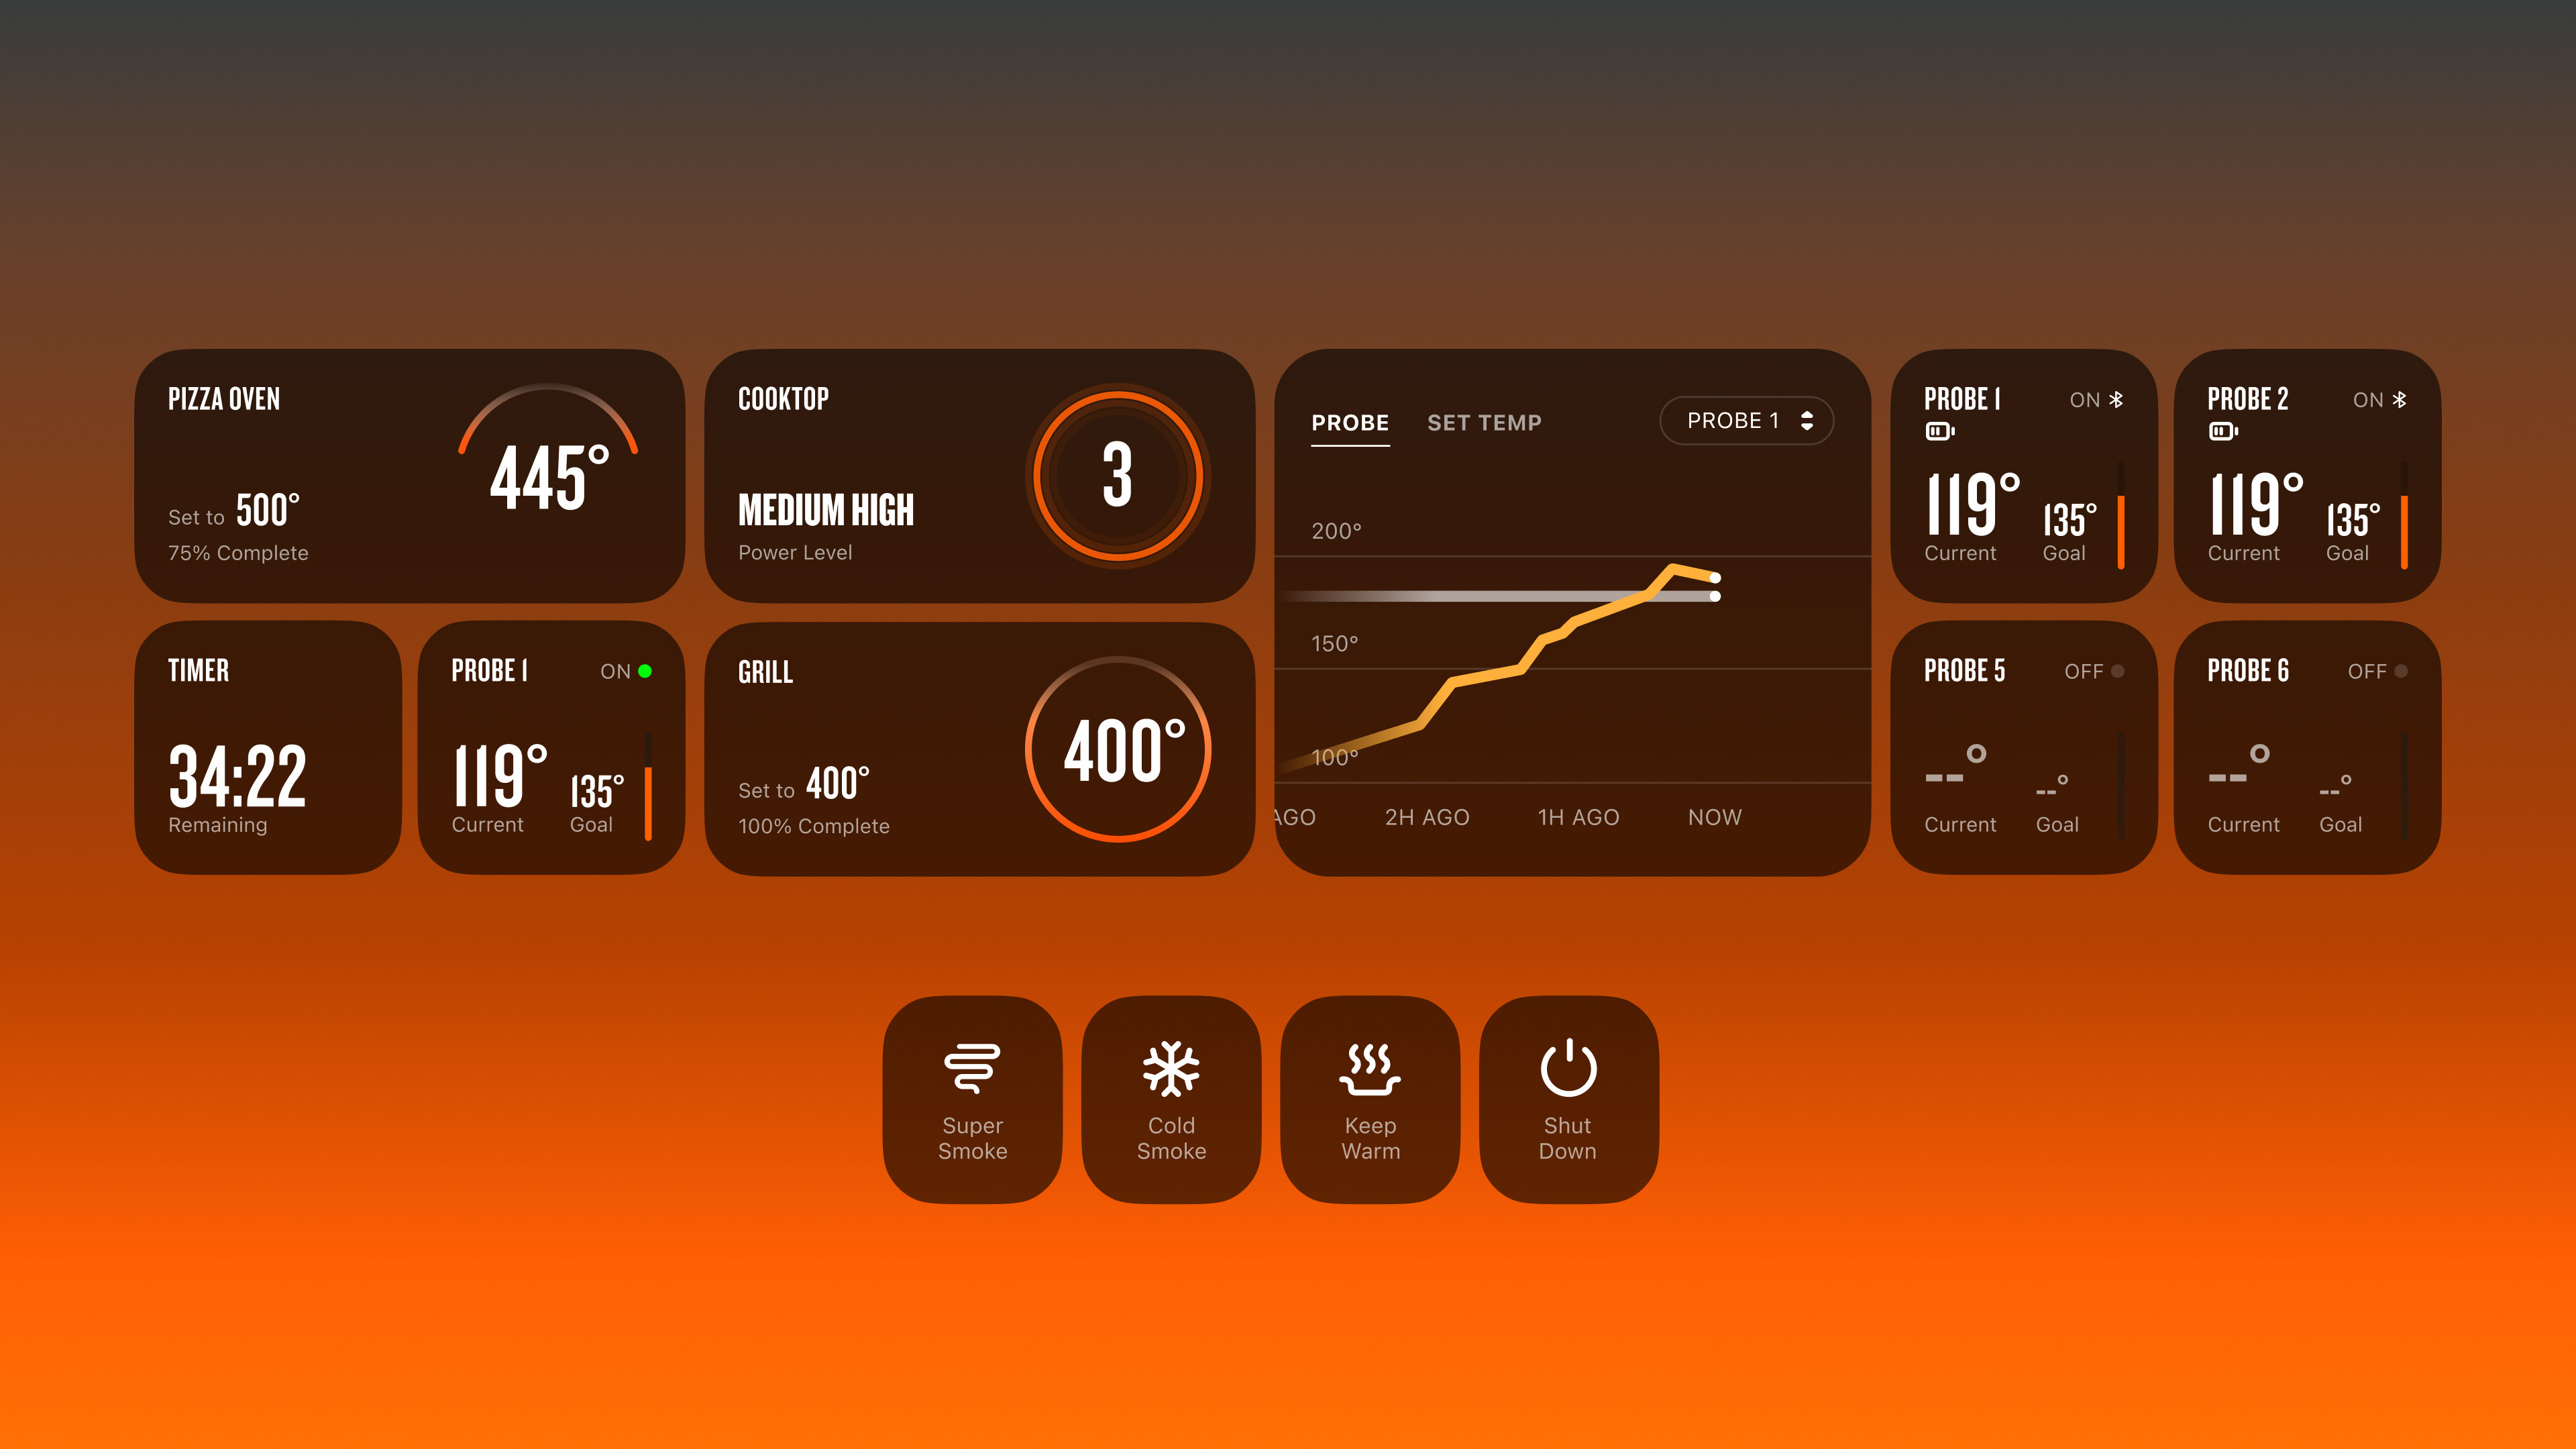 PIZZA OVEN
445°
Set to 500°
75% Complete
TIMER
34:22
Remaining
PROBE 1 ON
119° 135°
Current Goal
COOKTOP
3
MEDIUM HIGH
Power Level
GRILL
400°
Set to 400°
100% Complete
PROBE SET TEMP PROBE 1
200°
150°
100°
AGO 2H AGO 1H AGO NOW
PROBE 1 ON
119° 135°
Current Goal
PROBE 2 ON
119° 135°
Current Goal
PROBE 5 OFF
--° --°
Current Goal
PROBE 6 OFF
--° --°
Current Goal
Super
Smoke
Cold
Smoke
Keep
Warm
Shut
Down